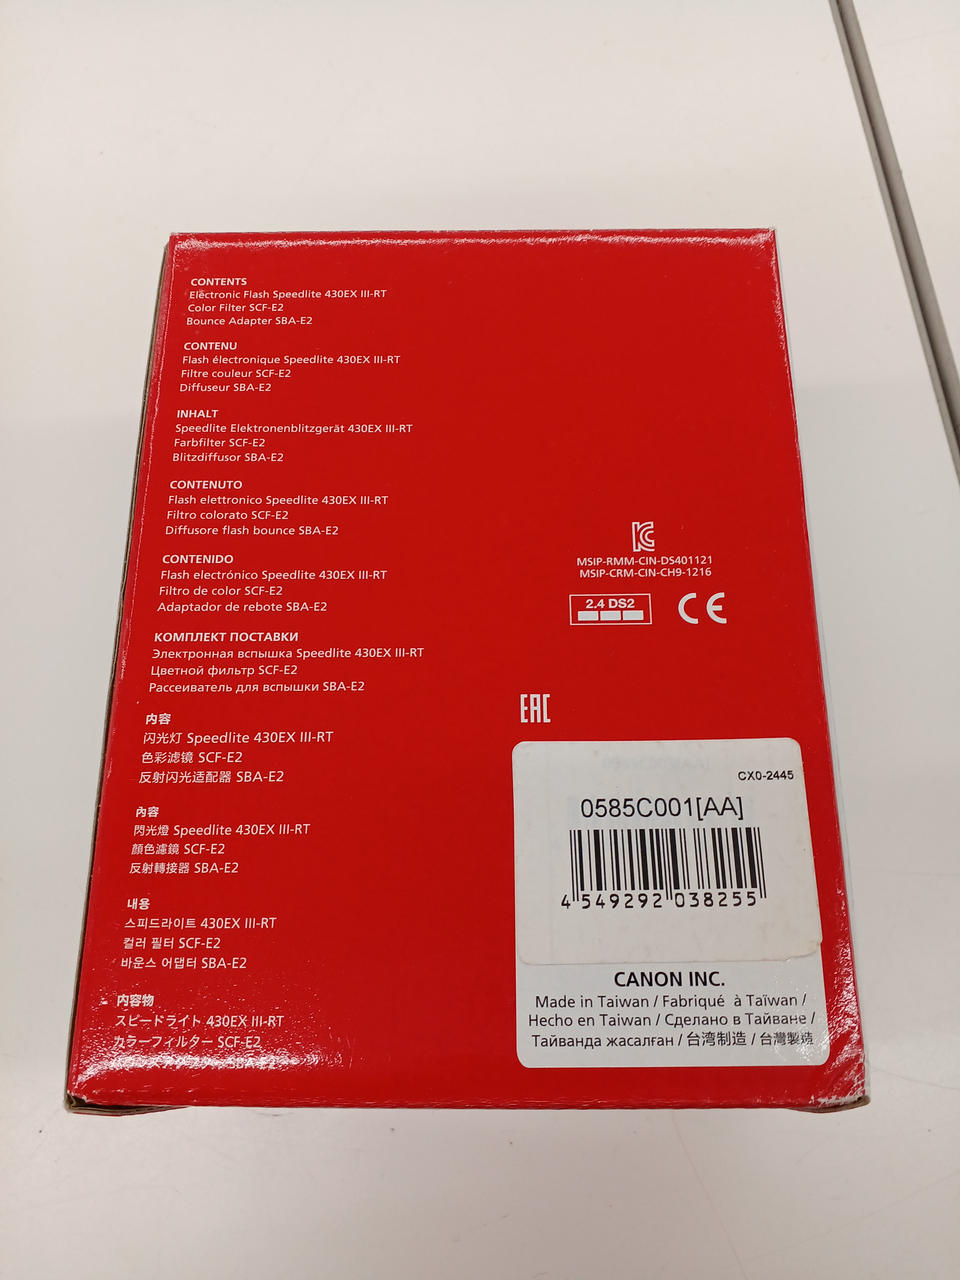 CONTENTS
Electronic Flash Speedlite 430EX III-RT
Color Filter SCF-E2
Bounce Adapter SBA-E2
CONTENU
Flash électronique Speedlite 430EX III-RT
Filtre couleur SCF-E2
Diffuseur SBA-E2
INHALT
Speedlite Elektronenblitzgerät 430EX III-RT
Farbfilter SCF-E2
Blitzdiffusor SBA-E2
CONTENUTO
Flash elettronico Speedlite 430EX III-RT
Filtro colorato SCF-E2
Diffusore flash bounce SBA-E2
CONTENIDO
Flash electrónico Speedlite 430EX III-RT
Filtro de color SCF-E2
Adaptador de rebote SBA-E2
КОМПЛЕКТ ПОСТАВКИ
Электронная вспышка Speedlite 430EX III-RT
Цветной фильтр SCF-E2
Рассеиватель для вспышки SBA-E2
内容
闪光灯 Speedlite 430EX III-RT
色彩滤镜 SCF-E2
反射闪光适配器 SBA-E2
內容
閃光燈 Speedlite 430EX III-RT
顏色濾鏡 SCF-E2
反射轉接器 SBA-E2
내용
스피드라이트 430EX III-RT
컬러 필터 SCF-E2
바운스 어댑터 SBA-E2
内容物
スピードライト 430EX III-RT
カラーフィルター SCF-E2
SBA-E2
MSIP-RMM-CIN-DS401121
MSIP-CRM-CIN-CH9-1216
2.4 DS2
CE
EAC
CX0-2445
0585C001[AA]
4 549292 038255
CANON INC.
Made in Taiwan / Fabriqué à Taïwan /
Hecho en Taiwan / Сделано в Тайване /
Тайванда жасалған / 台湾制造 / 台灣製造